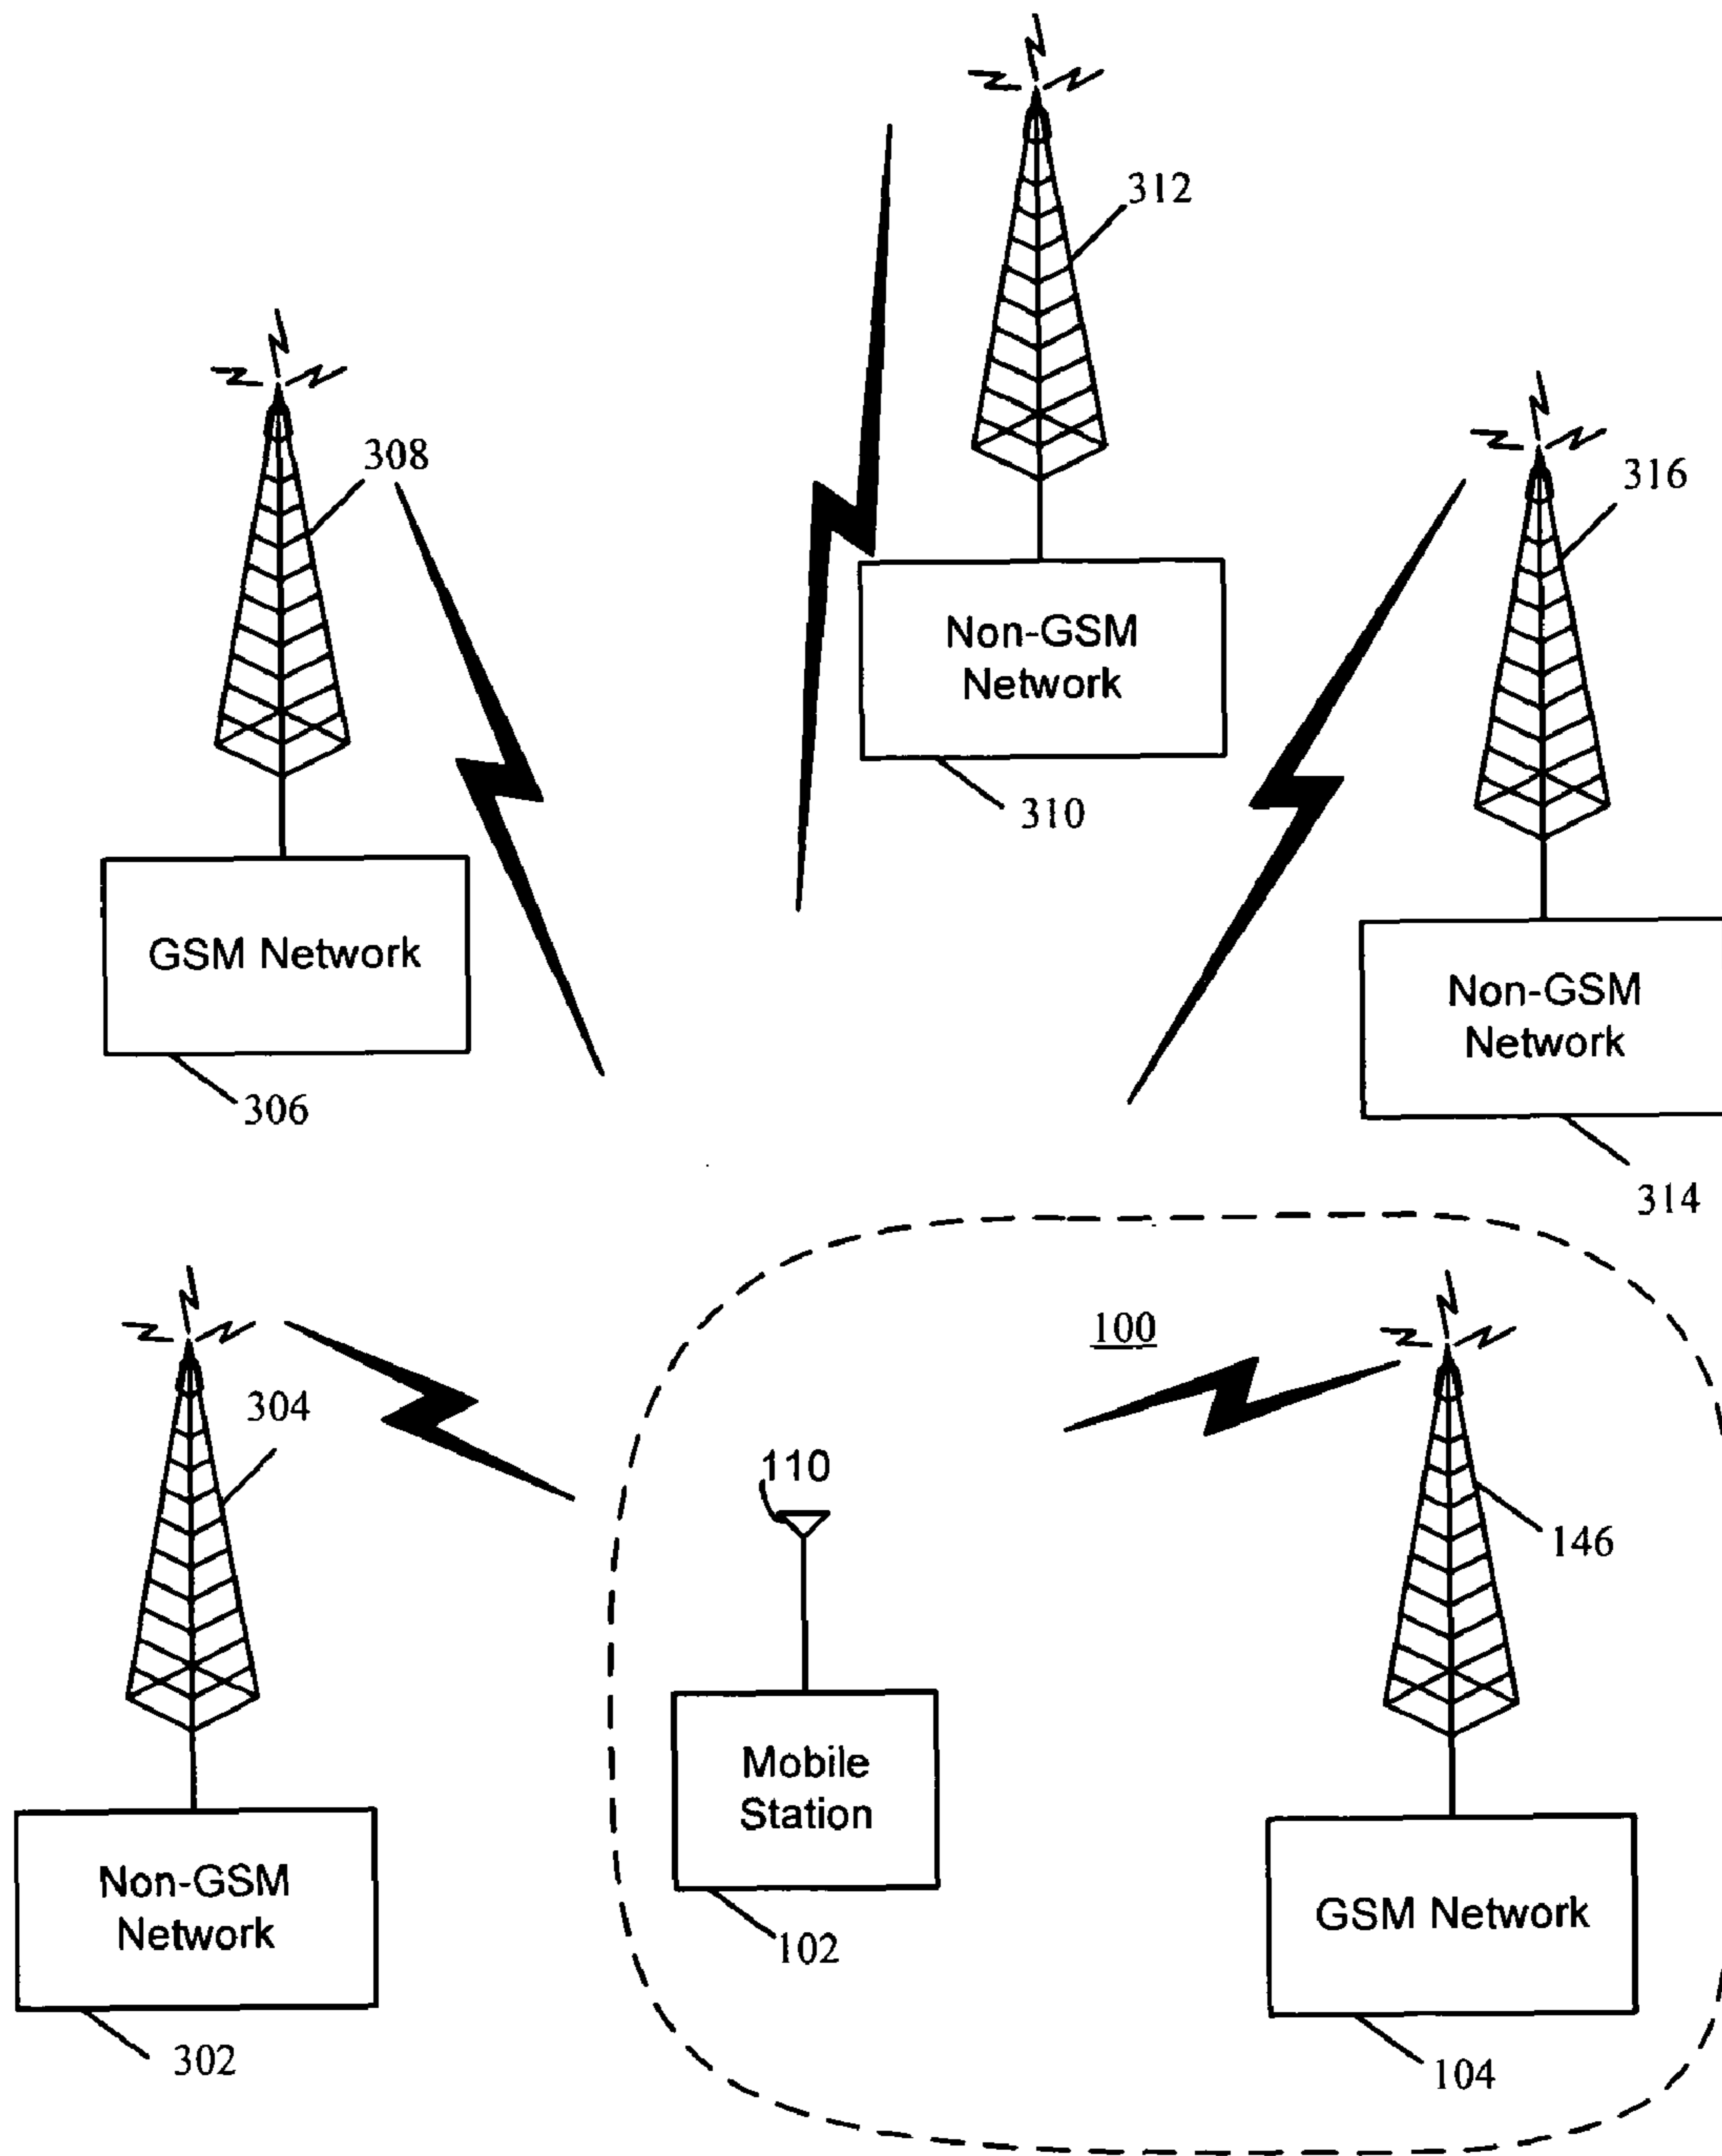 312
308
316
Non-GSM
Network
310
GSM Network
306
Non-GSM
Network
314
100
304
110
146
Mobile
Station
Non-GSM
Network
GSM Network
102
302
104